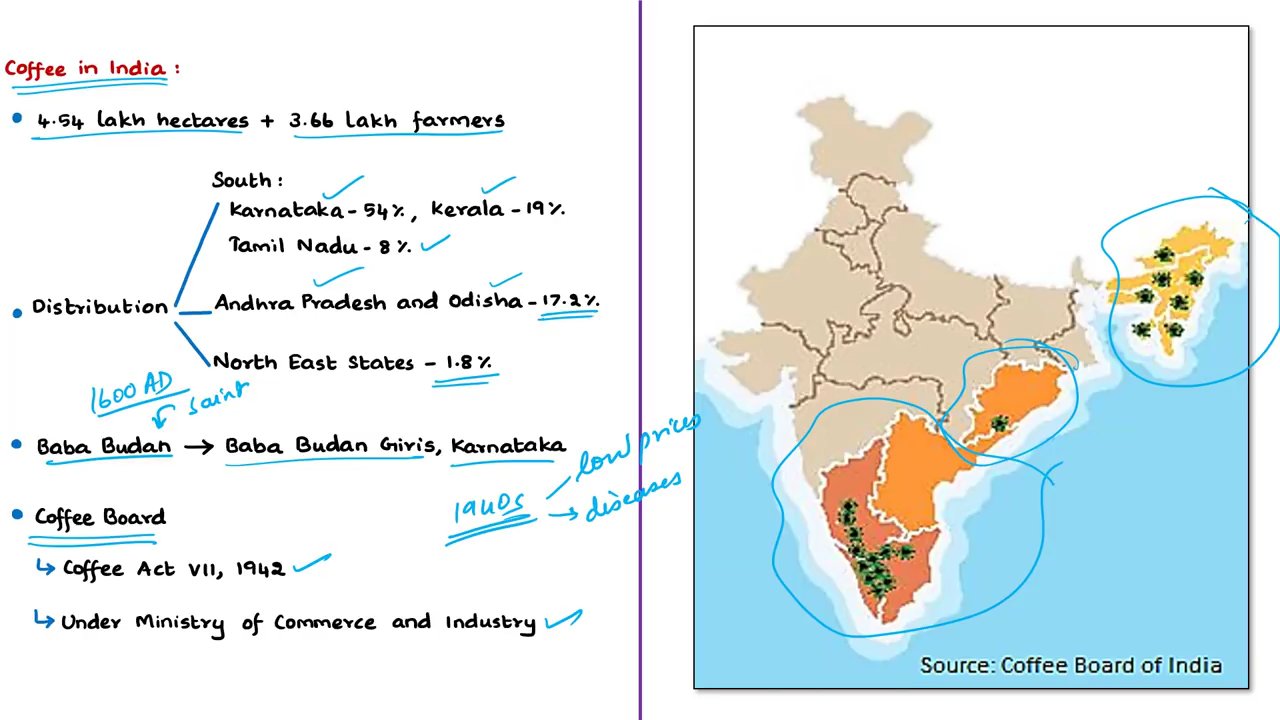 Coffee in India :
4.54 lakh hectares + 3.66 lakh farmers
South :
Karnataka - 54%, Kerala - 19%.
Tamil Nadu - 8%.
Distribution
Andhra Pradesh and Odisha - 17.2%.
North East States - 1.8%
1600 AD
saint
Baba Budan → Baba Budan Giris, Karnataka
1940s
low prices
→ diseases
Coffee Board
↳ Coffee Act VII, 1942
↳ Under Ministry of Commerce and Industry
Source: Coffee Board of India